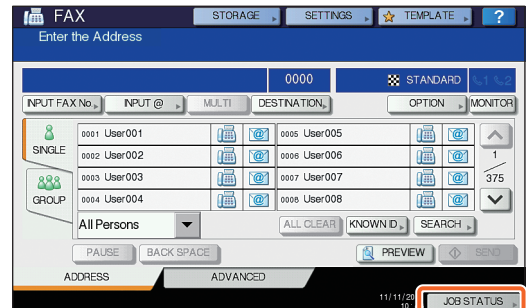 FAX STORAGE SETTINGS TEMPLATE ?
Enter the Address
0000 STANDARD
INPUT FAX No. INPUT @ MULTI DESTINATION OPTION MONITOR
SINGLE
GROUP
0001 User001 @ 0005 User005 @
0002 User002 @ 0006 User006 @
0003 User003 @ 0007 User007 @
0004 User004 @ 0008 User008 @
1
375
All Persons ALL CLEAR KNOWN ID SEARCH
PAUSE BACK SPACE PREVIEW SEND
ADDRESS ADVANCED
11/11/20
10:
JOB STATUS